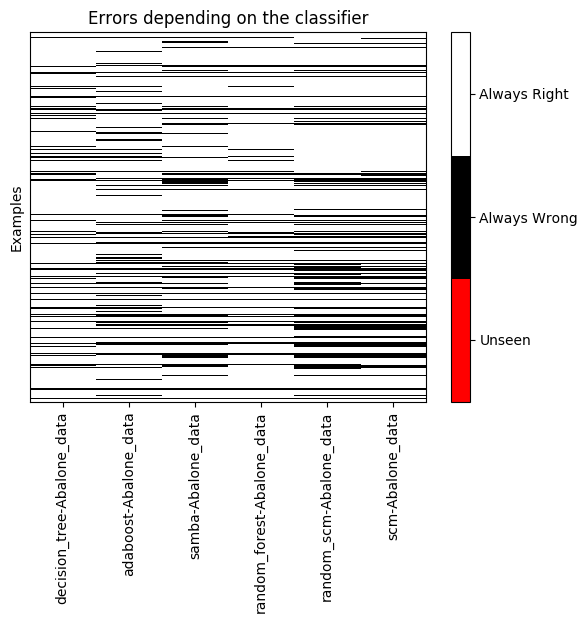 Errors depending on the classifier
Examples
Always Right
Always Wrong
Unseen
decision_tree-Abalone_data
adaboost-Abalone_data
samba-Abalone_data
random_forest-Abalone_data
random_scm-Abalone_data
scm-Abalone_data